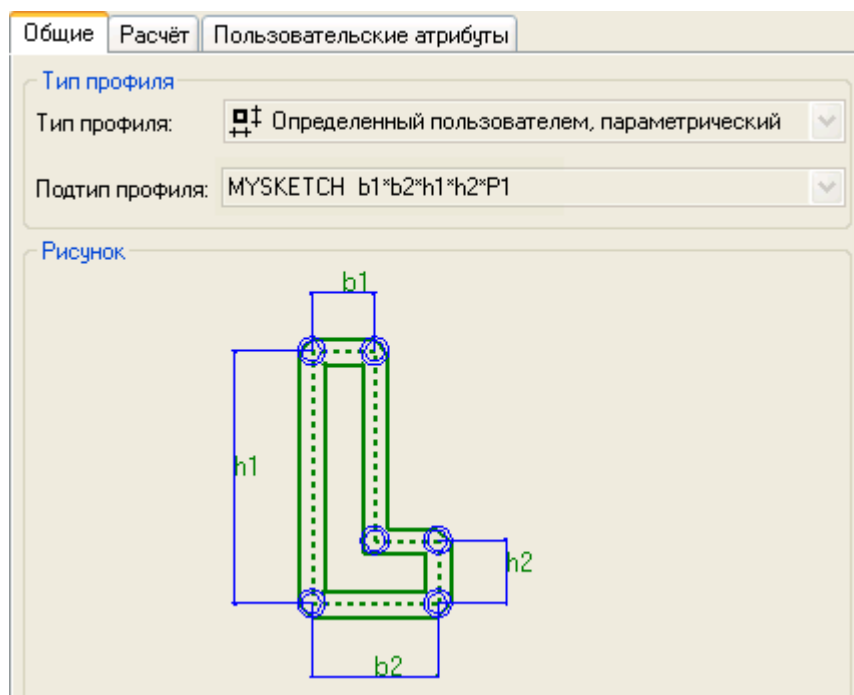 Общие Расчёт Пользовательские атрибуты
Тип профиля
Тип профиля: Определенный пользователем, параметрический
Подтип профиля: MYSKETCH b1*b2*h1*h2*P1
Рисунок
b1
h1
h2
b2